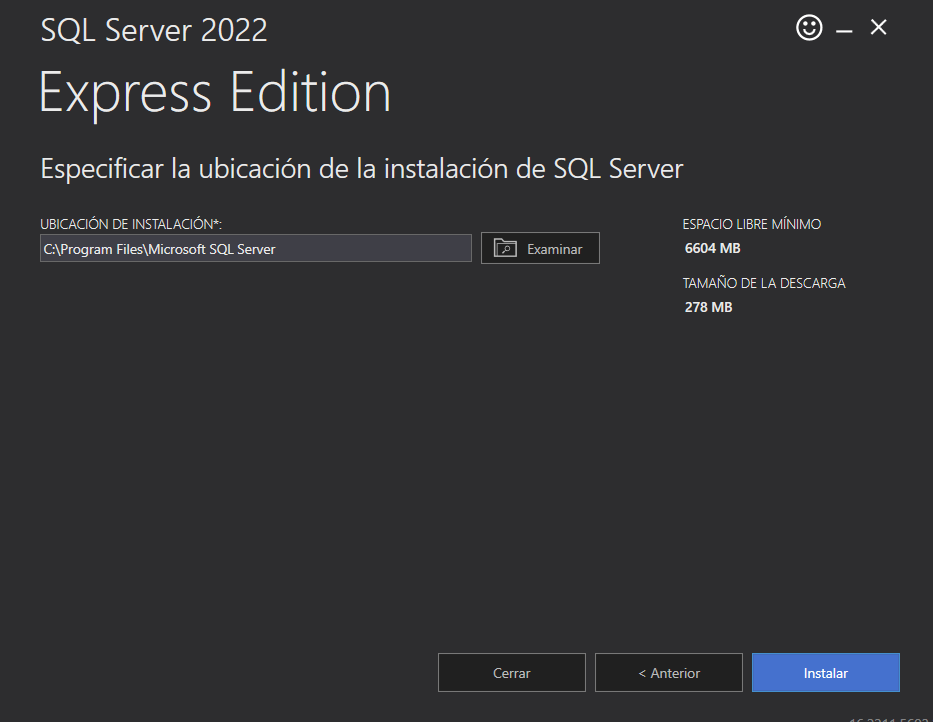 SQL Server 2022
Express Edition
Especificar la ubicación de la instalación de SQL Server
UBICACIÓN DE INSTALACIÓN*:
C:\Program Files\Microsoft SQL Server
Examinar
ESPACIO LIBRE MÍNIMO
6604 MB
TAMAÑO DE LA DESCARGA
278 MB
Cerrar
< Anterior
Instalar